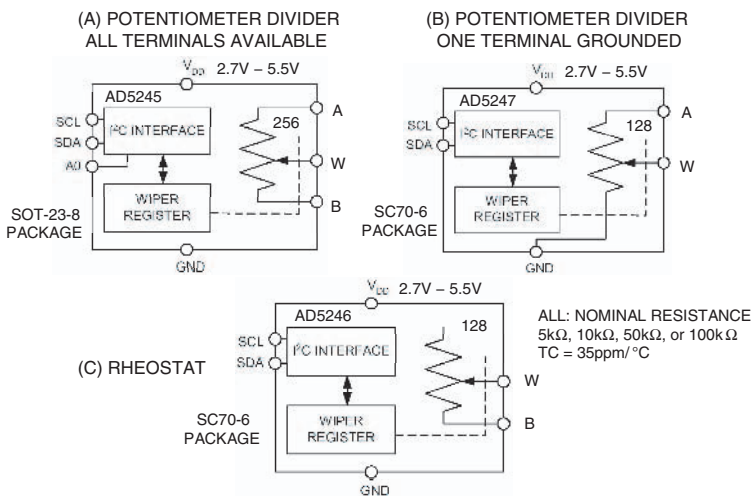 (A) POTENTIOMETER DIVIDER
ALL TERMINALS AVAILABLE
V_DD 2.7V – 5.5V
AD5245
SCL
SDA
A0
I²C INTERFACE
256
A
W
B
WIPER
REGISTER
SOT-23-8
PACKAGE
GND
(B) POTENTIOMETER DIVIDER
ONE TERMINAL GROUNDED
V_DD 2.7V – 5.5V
AD5247
SCL
SDA
I²C INTERFACE
128
A
W
WIPER
REGISTER
SC70-6
PACKAGE
GND
V_DD 2.7V – 5.5V
AD5246
SCL
SDA
I²C INTERFACE
128
(C) RHEOSTAT
W
B
WIPER
REGISTER
SC70-6
PACKAGE
GND
ALL: NOMINAL RESISTANCE
5kΩ, 10kΩ, 50kΩ, or 100kΩ
TC = 35ppm/°C